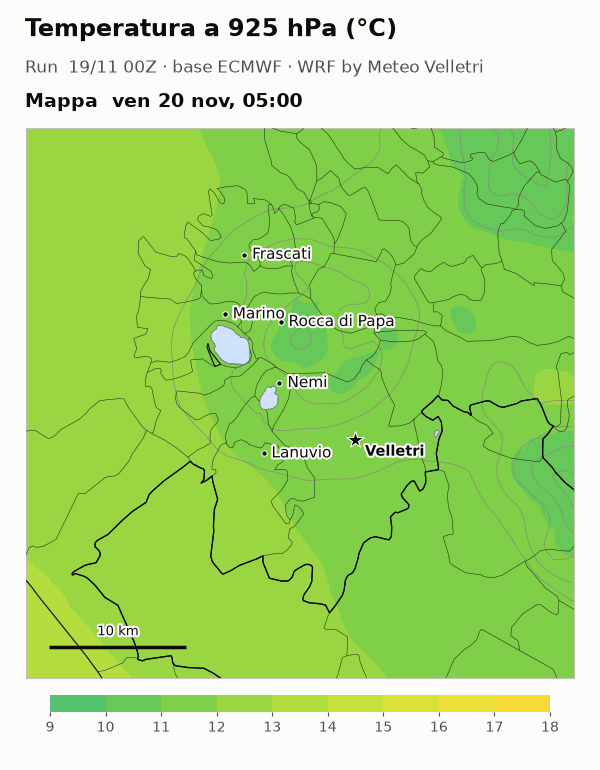 Temperatura a 925 hPa (°C)
Run  19/11 00Z · base ECMWF · WRF by Meteo Velletri
Mappa  ven 20 nov, 05:00
Frascati
Marino
Rocca di Papa
Nemi
Velletri
Lanuvio
10 km
9 10 11 12 13 14 15 16 17 18